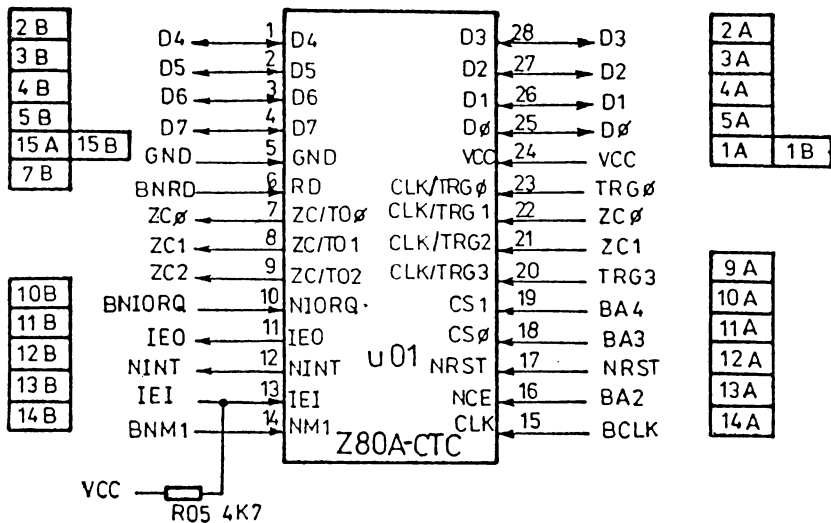 2B D4 1 D4 D3 28 D3 2A
3B D5 2 D5 D2 27 D2 3A
4B D6 3 D6 D1 26 D1 4A
5B D7 4 D7 DØ 25 DØ 5A
15A 15B GND 5 GND VCC 24 VCC 1A 1B
7B BNRD 6 RD CLK/TRGØ 23 TRGØ
ZCØ 7 ZC/TOØ CLK/TRG1 22 ZCØ
ZC1 8 ZC/TO1 CLK/TRG2 21 ZC1
ZC2 9 ZC/TO2 CLK/TRG3 20 TRG3 9A
10B BNIORQ 10 NIORQ CS1 19 BA4 10A
11B IEO 11 IEO CSØ 18 BA3 11A
12B NINT 12 NINT u01 NRST 17 NRST 12A
13B IEI 13 IEI NCE 16 BA2 13A
14B BNM1 14 NM1 CLK 15 BCLK 14A
Z80A-CTC
VCC
R05 4K7